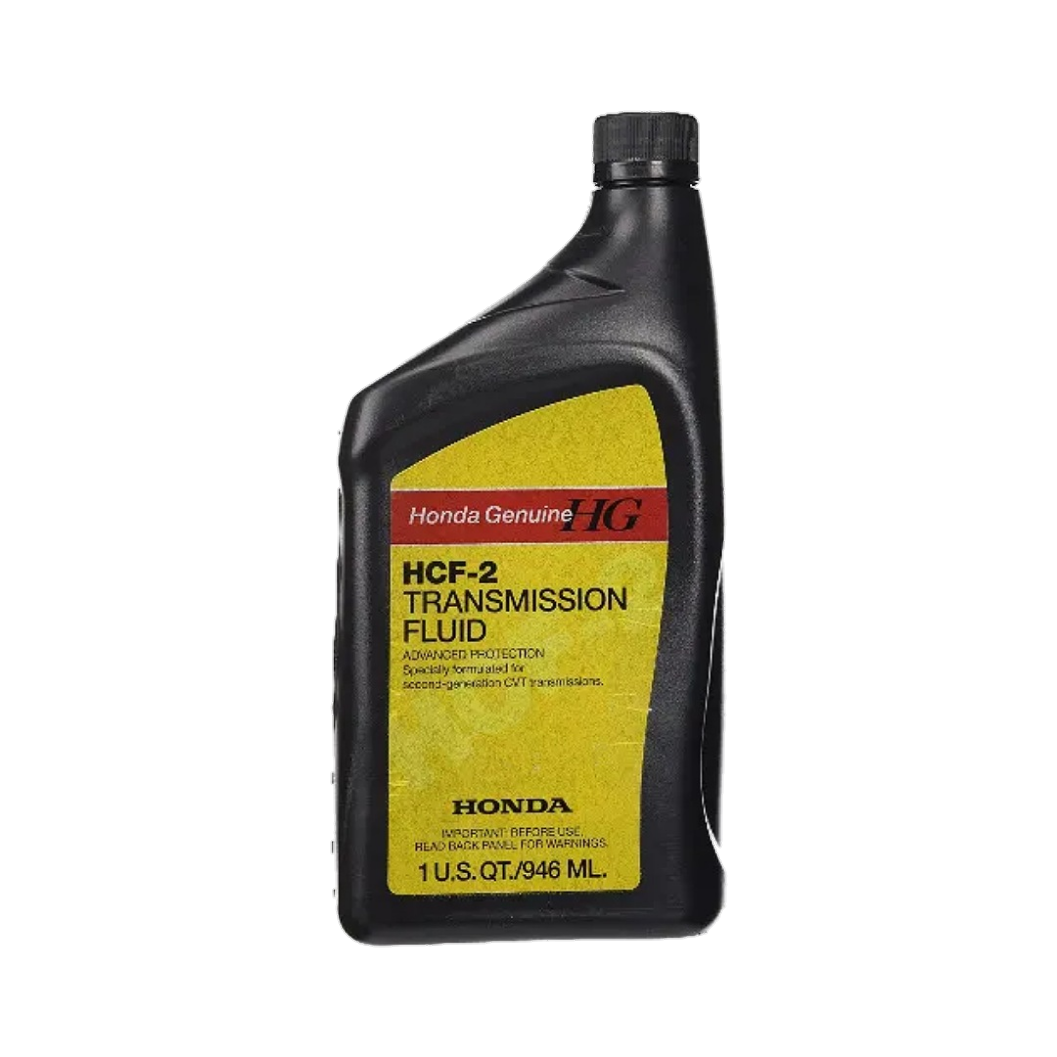 Honda Genuine HG
HCF-2
TRANSMISSION
FLUID
ADVANCED PROTECTION
Specially formulated for
second-generation CVT transmissions.
HONDA
IMPORTANT: BEFORE USE,
READ BACK PANEL FOR WARNINGS.
1 U.S. QT./946 ML.